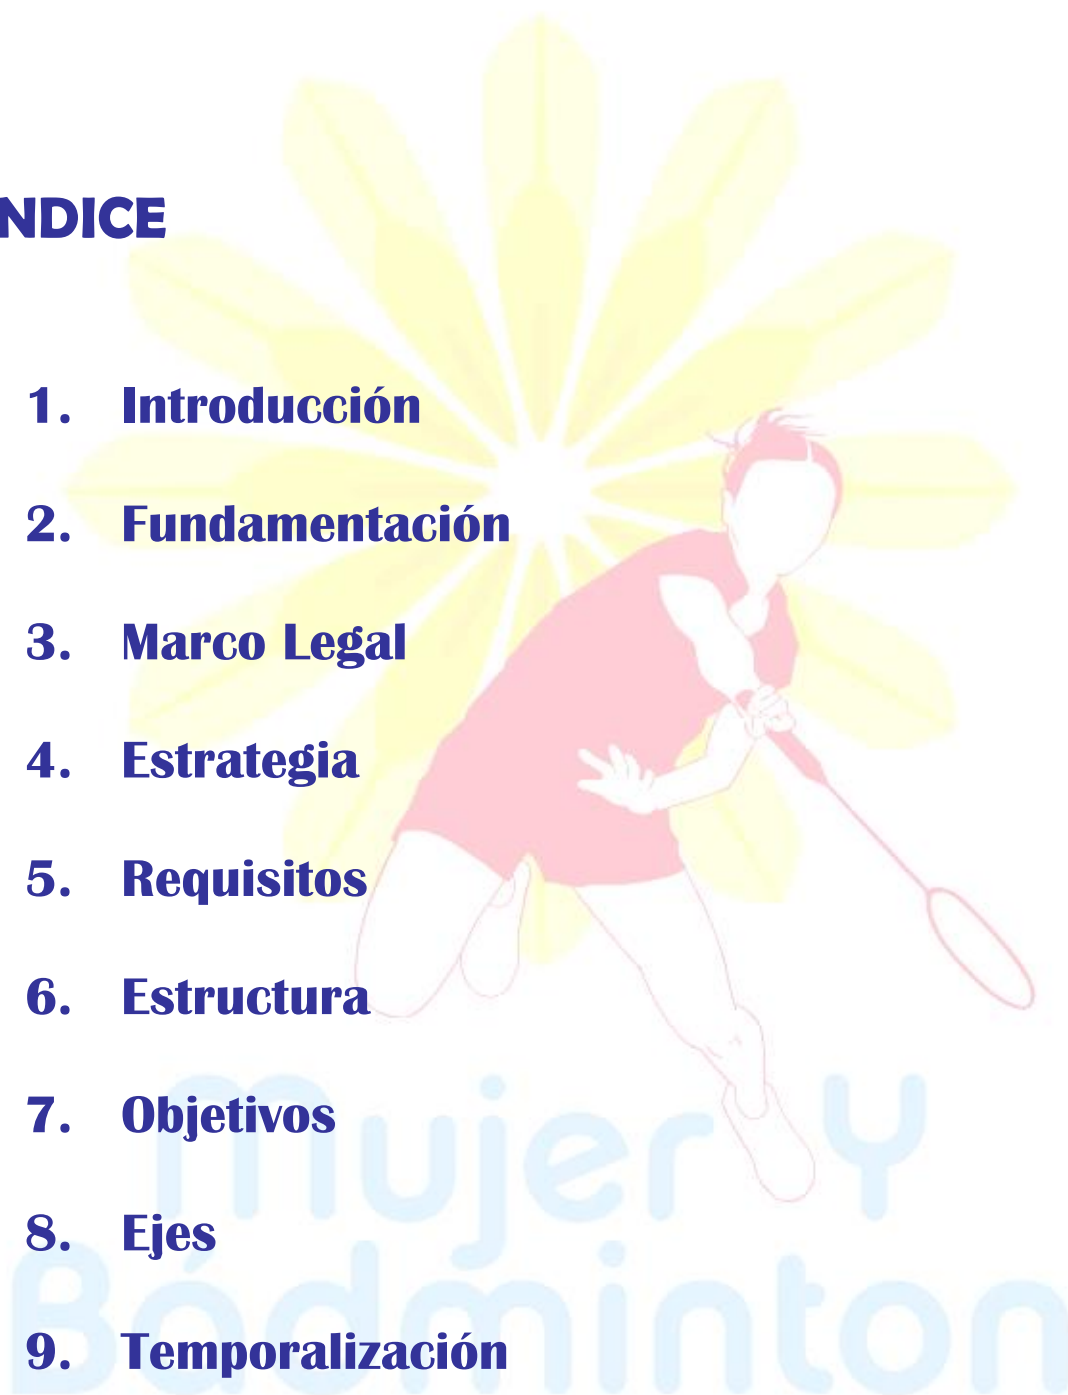 NDICE
1. Introducción
2. Fundamentación
3. Marco Legal
4. Estrategia
5. Requisitos
6. Estructura
7. Objetivos
8. Ejes
9. Temporalización
Mujer Y
Bádminton